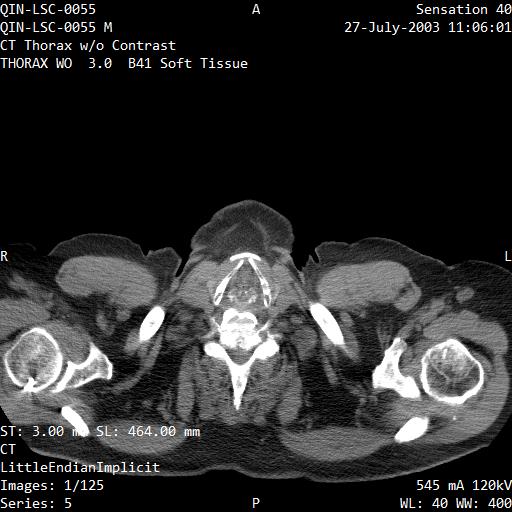 QIN-LSC-0055 A Sensation 40
QIN-LSC-0055 M 27-July-2003 11:06:01
CT Thorax w/o Contrast
THORAX WO 3.0 B41 Soft Tissue
R L
ST: 3.00 mm SL: 464.00 mm
CT
LittleEndianImplicit
Images: 1/125 545 mA 120kV
Series: 5 P WL: 40 WW: 400